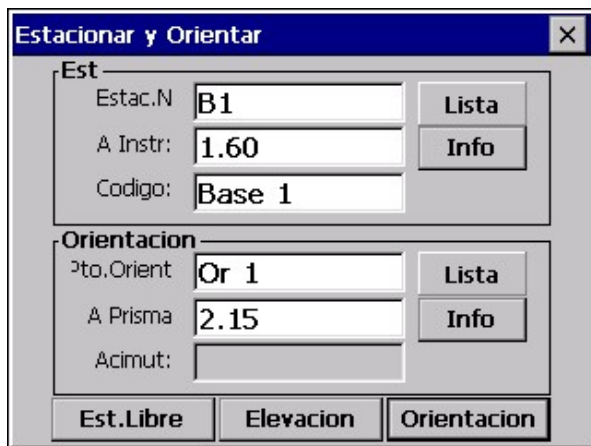 Estacionar y Orientar
Est
Estac.N B1 Lista
A Instr: 1.60 Info
Codigo: Base 1
Orientacion
Pto.Orient Or 1 Lista
A Prisma 2.15 Info
Acimut:
Est.Libre Elevacion Orientacion